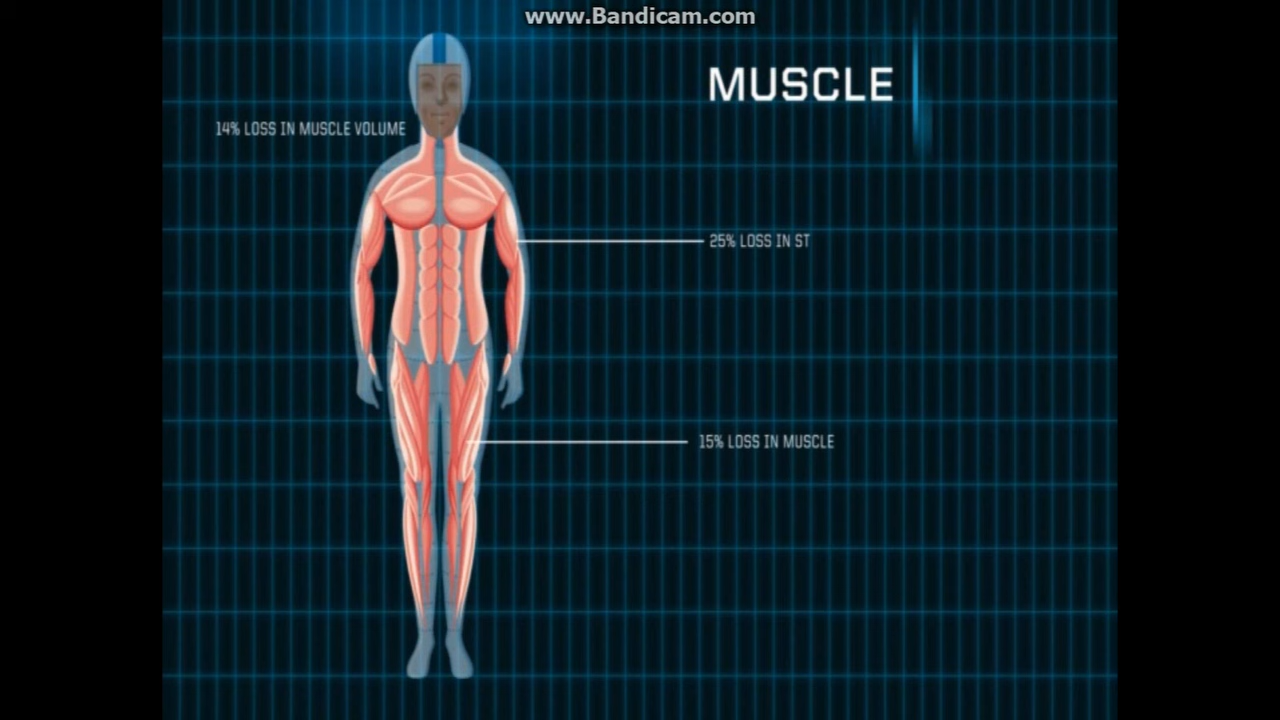 www.Bandicam.com
MUSCLE
14% LOSS IN MUSCLE VOLUME
25% LOSS IN ST
15% LOSS IN MUSCLE